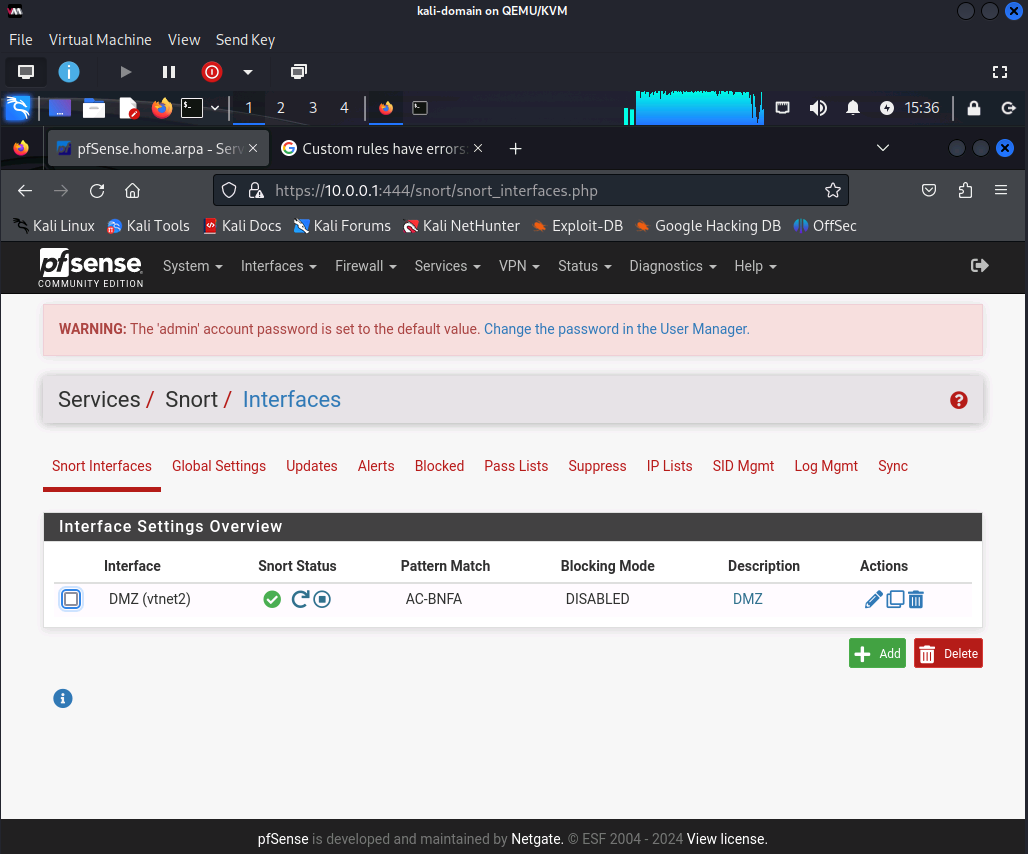 kali-domain on QEMU/KVM
File Virtual Machine View Send Key
1 2 3 4 15:36
pfSense.home.arpa - Serv Custom rules have errors:
https://10.0.0.1:444/snort/snort_interfaces.php
Kali Linux Kali Tools Kali Docs Kali Forums Kali NetHunter Exploit-DB Google Hacking DB OffSec
pfsense System Interfaces Firewall Services VPN Status Diagnostics Help
COMMUNITY EDITION
WARNING: The 'admin' account password is set to the default value. Change the password in the User Manager.
Services / Snort / Interfaces
Snort Interfaces Global Settings Updates Alerts Blocked Pass Lists Suppress IP Lists SID Mgmt Log Mgmt Sync
Interface Settings Overview
Interface Snort Status Pattern Match Blocking Mode Description Actions
DMZ (vtnet2) AC-BNFA DISABLED DMZ
Add Delete
pfSense is developed and maintained by Netgate. © ESF 2004 - 2024 View license.